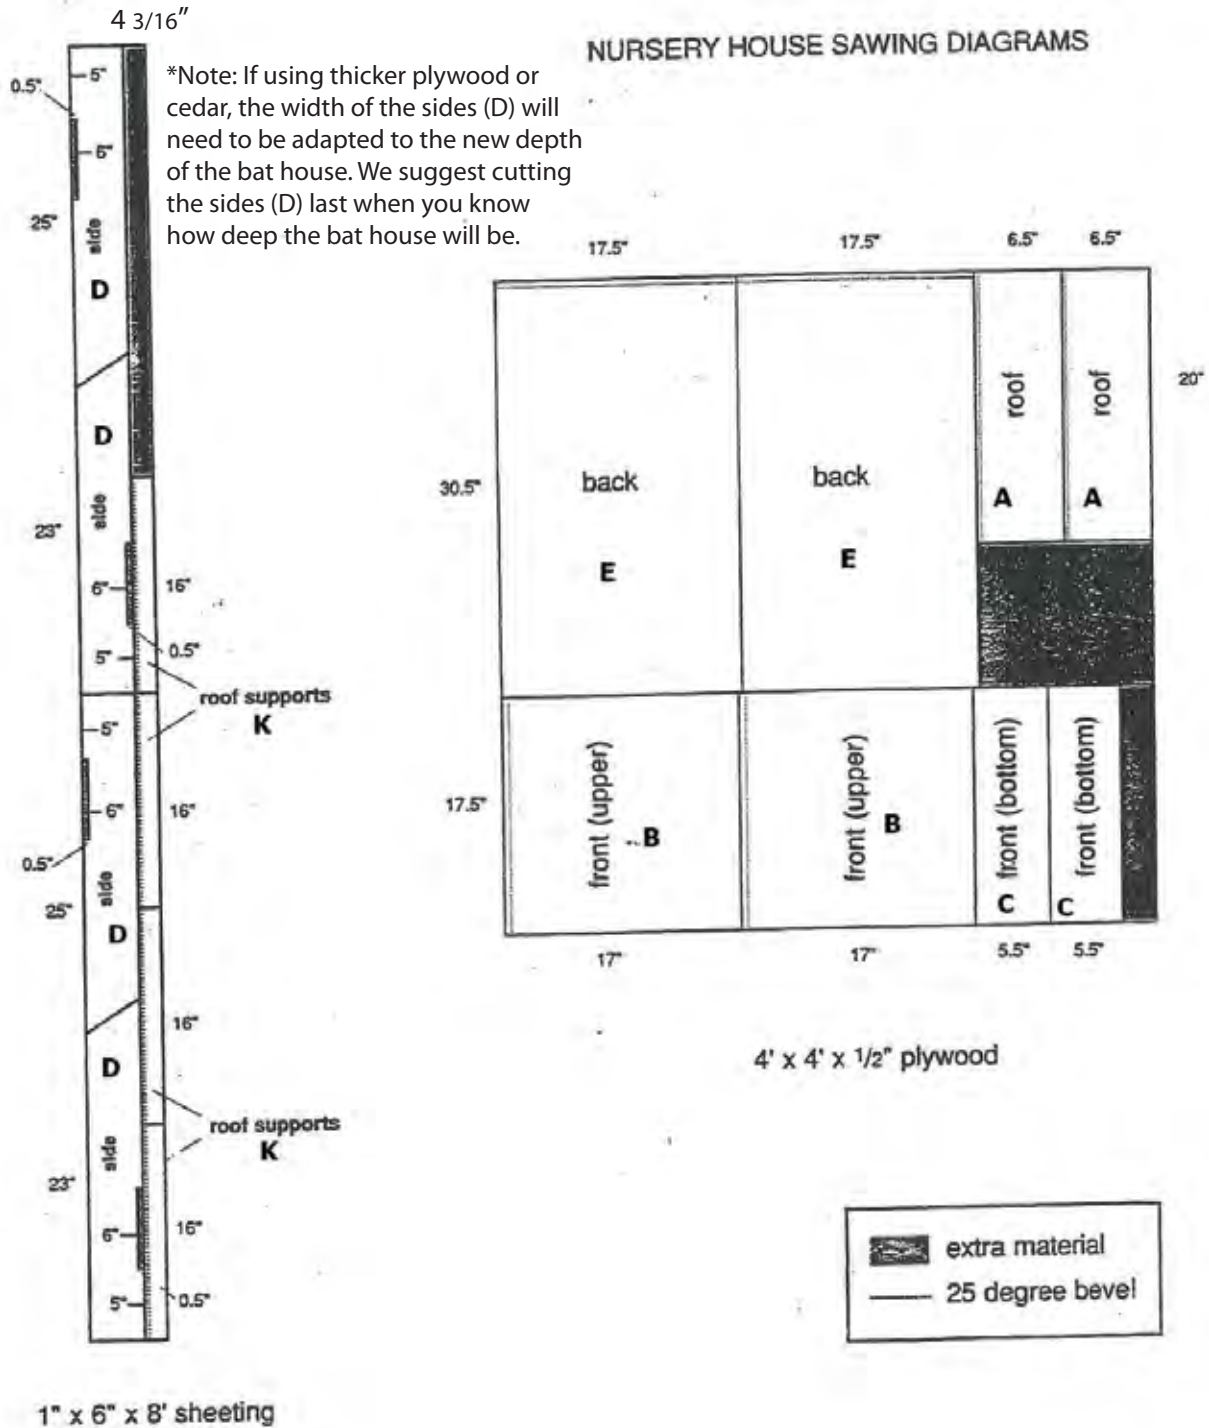 4 3/16"
NURSERY HOUSE SAWING DIAGRAMS
*Note: If using thicker plywood or
cedar, the width of the sides (D) will
need to be adapted to the new depth
of the bat house. We suggest cutting
the sides (D) last when you know
how deep the bat house will be.
5"
0.5"
6"
25"
side
D
D
side
23"
6"
16"
0.5"
5"
roof supports
K
5"
6"
16"
0.5"
side
25"
D
16"
D
roof supports
K
side
23"
6"
16"
5"
0.5"
1" x 6" x 8' sheeting
17.5"
17.5"
6.5"
6.5"
20"
roof
roof
A
A
30.5"
back
back
E
E
17.5"
front (upper)
B
front (upper)
B
front (bottom)
C
front (bottom)
C
17"
17"
5.5"
5.5"
4' x 4' x 1/2" plywood
extra material
25 degree bevel